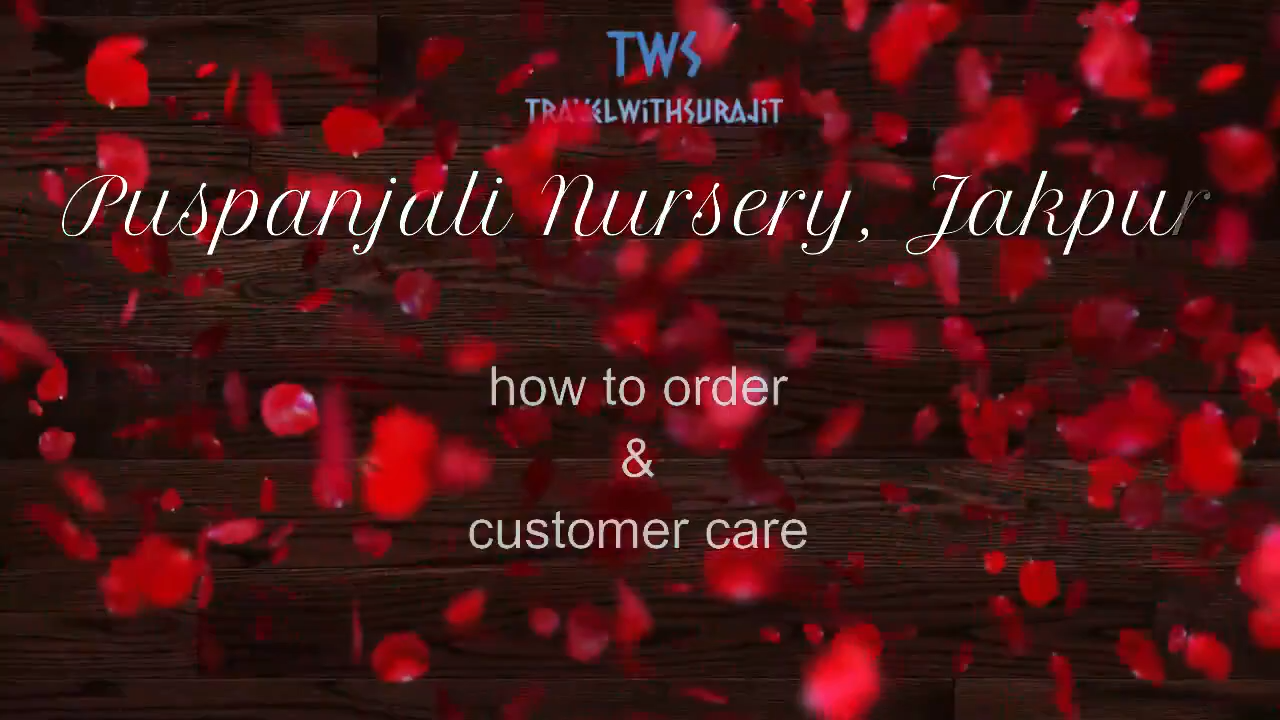 TWS
TRAVELWiTHSURAJiT
Puspanjali Nursery, Jakpur
how to order
&
customer care